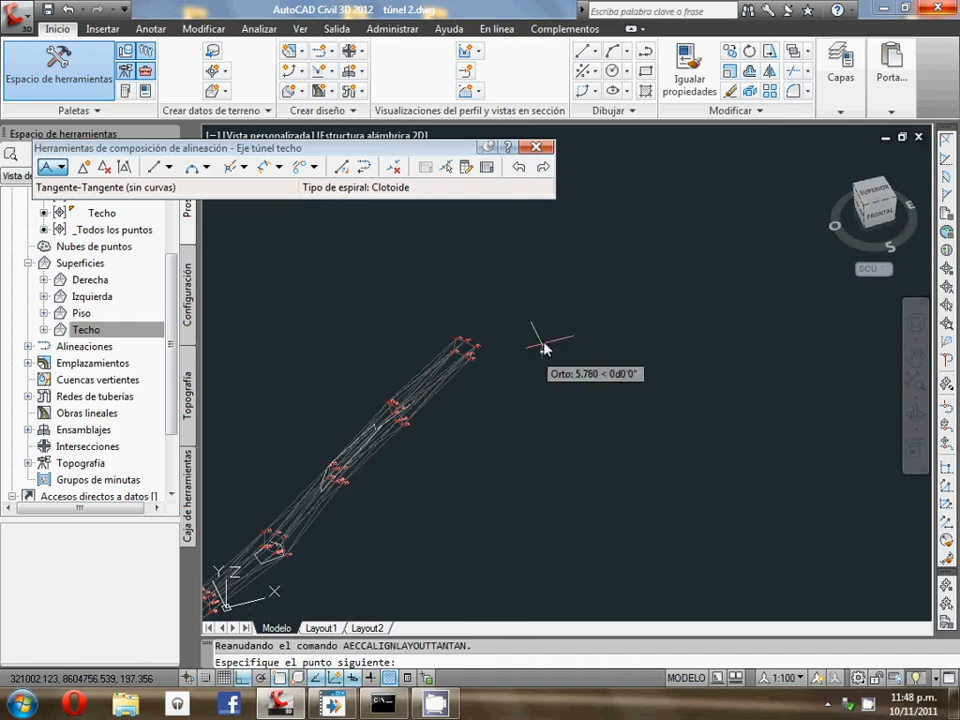 AutoCAD Civil 3D 2012 túnel 2.dwg
Escriba palabra clave o frase
3D
Inicio Insertar Anotar Modificar Ver Analizar Salida Administrar Ayuda En línea Complementos
Espacio de herramientas
Igualar propiedades
Capas
Porta...
Paletas Crear datos de terreno Crear diseño Visualizaciones del perfil y vistas en sección Dibujar Modificar
Espacio de herramientas
[−] [Vista personalizada] [Estructura alámbrica 2D]
Herramientas de composición de alineación - Eje túnel techo
Tangente-Tangente (sin curvas) Tipo de espiral: Clotoide
Vista de
Techo
_Todos los puntos
Nubes de puntos
Superficies
Derecha
Izquierda
Piso
Techo
Alineaciones
Emplazamientos
Cuencas vertientes
Redes de tuberías
Obras lineales
Ensamblajes
Intersecciones
Topografía
Grupos de montaje
Accesos directos a datos []
Configuración
Topografía
Caja de herramientas
SUPERIOR
FRONTAL
O E S
SCU
Orto: 5.780 < 0d0'0"
Y Z X
Modelo Layout1 Layout2
Reanudando el comando AECCALIGNLAYOUTTANTAN.
Especifique el punto siguiente:
321002.123, 8604756.539, 197.356
MODELO
1:100
11:48 p.m.
10/11/2011